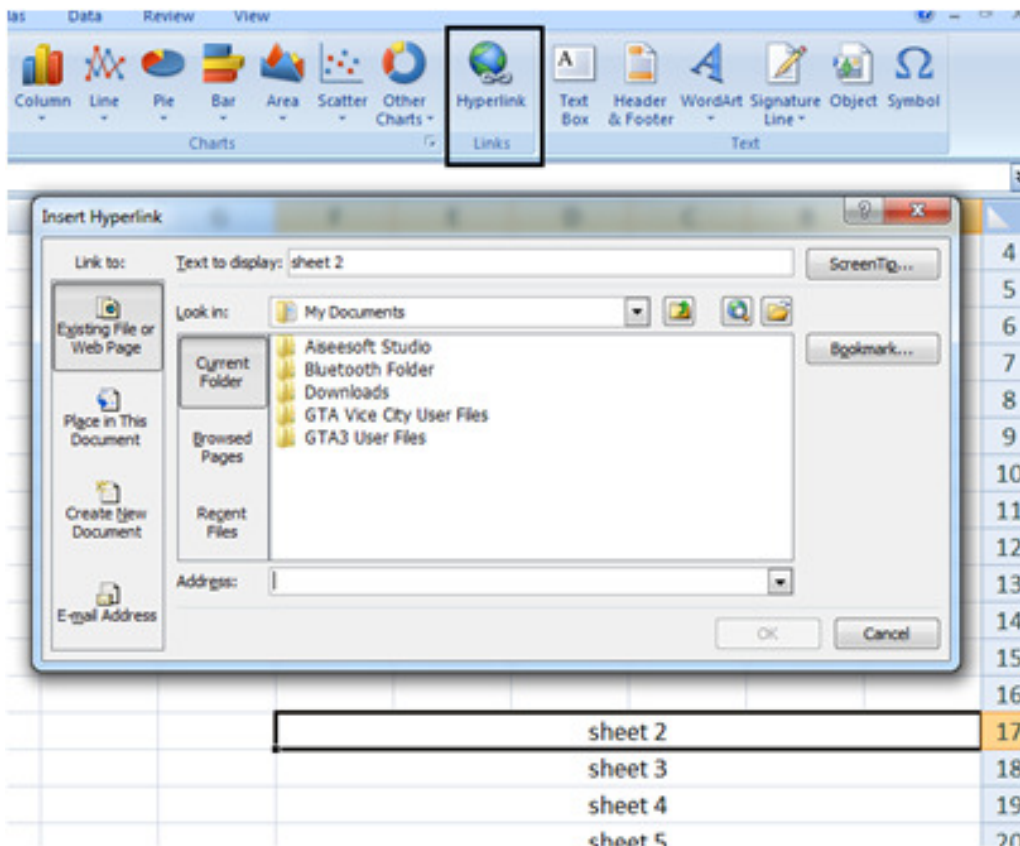 Data Review View
Column Line Pie Bar Area Scatter Other Charts
Hyperlink
Text Box Header & Footer WordArt Signature Line Object Symbol
Charts Links Text
Insert Hyperlink
Link to: Text to display: sheet 2 ScreenTip...
Existing File or Web Page
Look in: My Documents
Bookmark...
Current Folder
Aiseesoft Studio
Bluetooth Folder
Downloads
GTA Vice City User Files
GTA3 User Files
Place in This Document
Browsed Pages
Create New Document
Recent Files
E-mail Address
Address:
OK Cancel
4
5
6
7
8
9
10
11
12
13
14
15
16
sheet 2 17
sheet 3 18
sheet 4 19
sheet 5 20